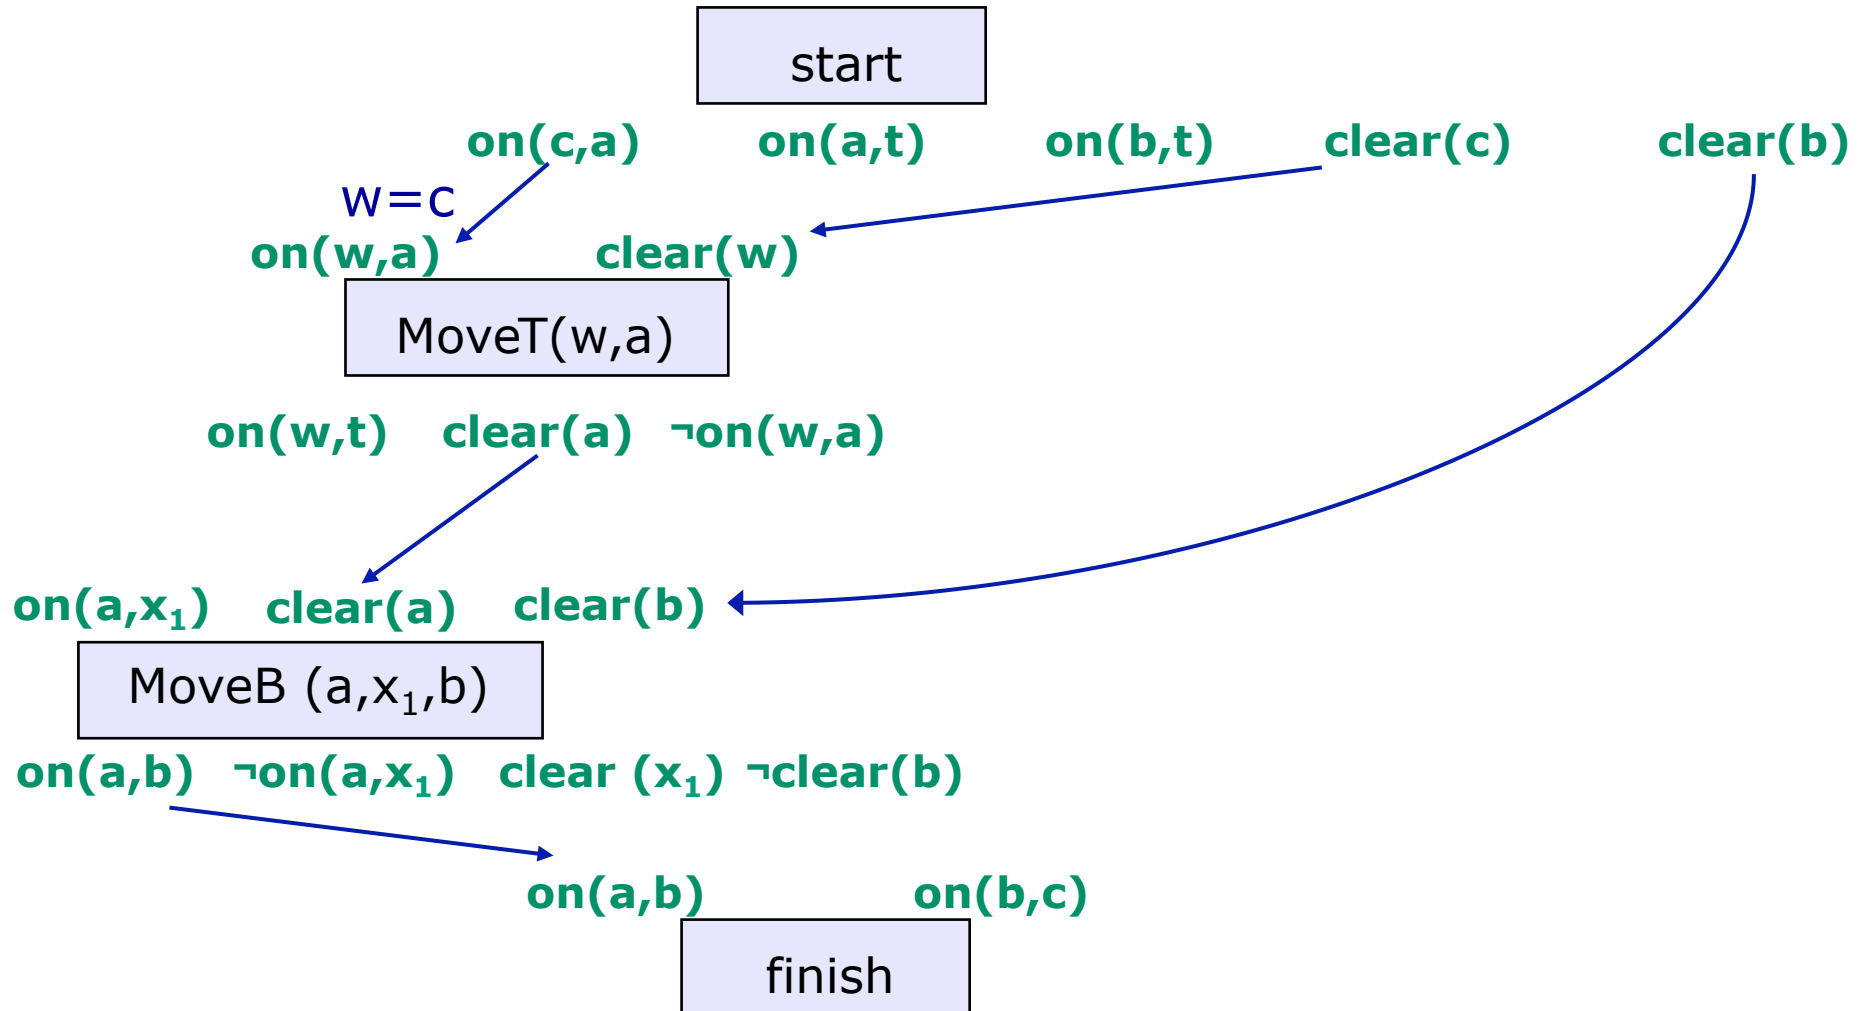 start
on(c,a) on(a,t) on(b,t) clear(c) clear(b)
w=c
on(w,a) clear(w)
MoveT(w,a)
on(w,t) clear(a) ¬on(w,a)
on(a,x₁) clear(a) clear(b)
MoveB (a,x₁,b)
on(a,b) ¬on(a,x₁) clear (x₁) ¬clear(b)
on(a,b) on(b,c)
finish